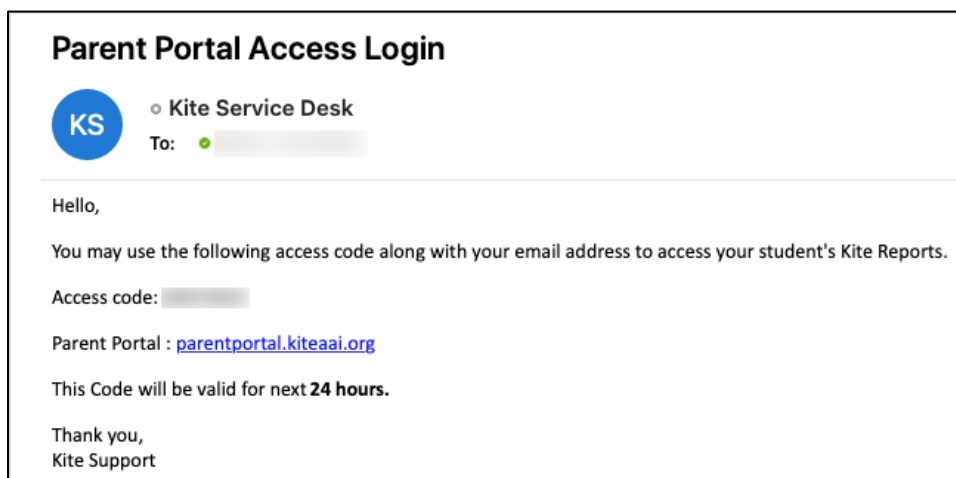 Parent Portal Access Login
KS
Kite Service Desk
To:
Hello,
You may use the following access code along with your email address to access your student's Kite Reports.
Access code:
Parent Portal : parentportal.kiteaai.org
This Code will be valid for next 24 hours.
Thank you,
Kite Support